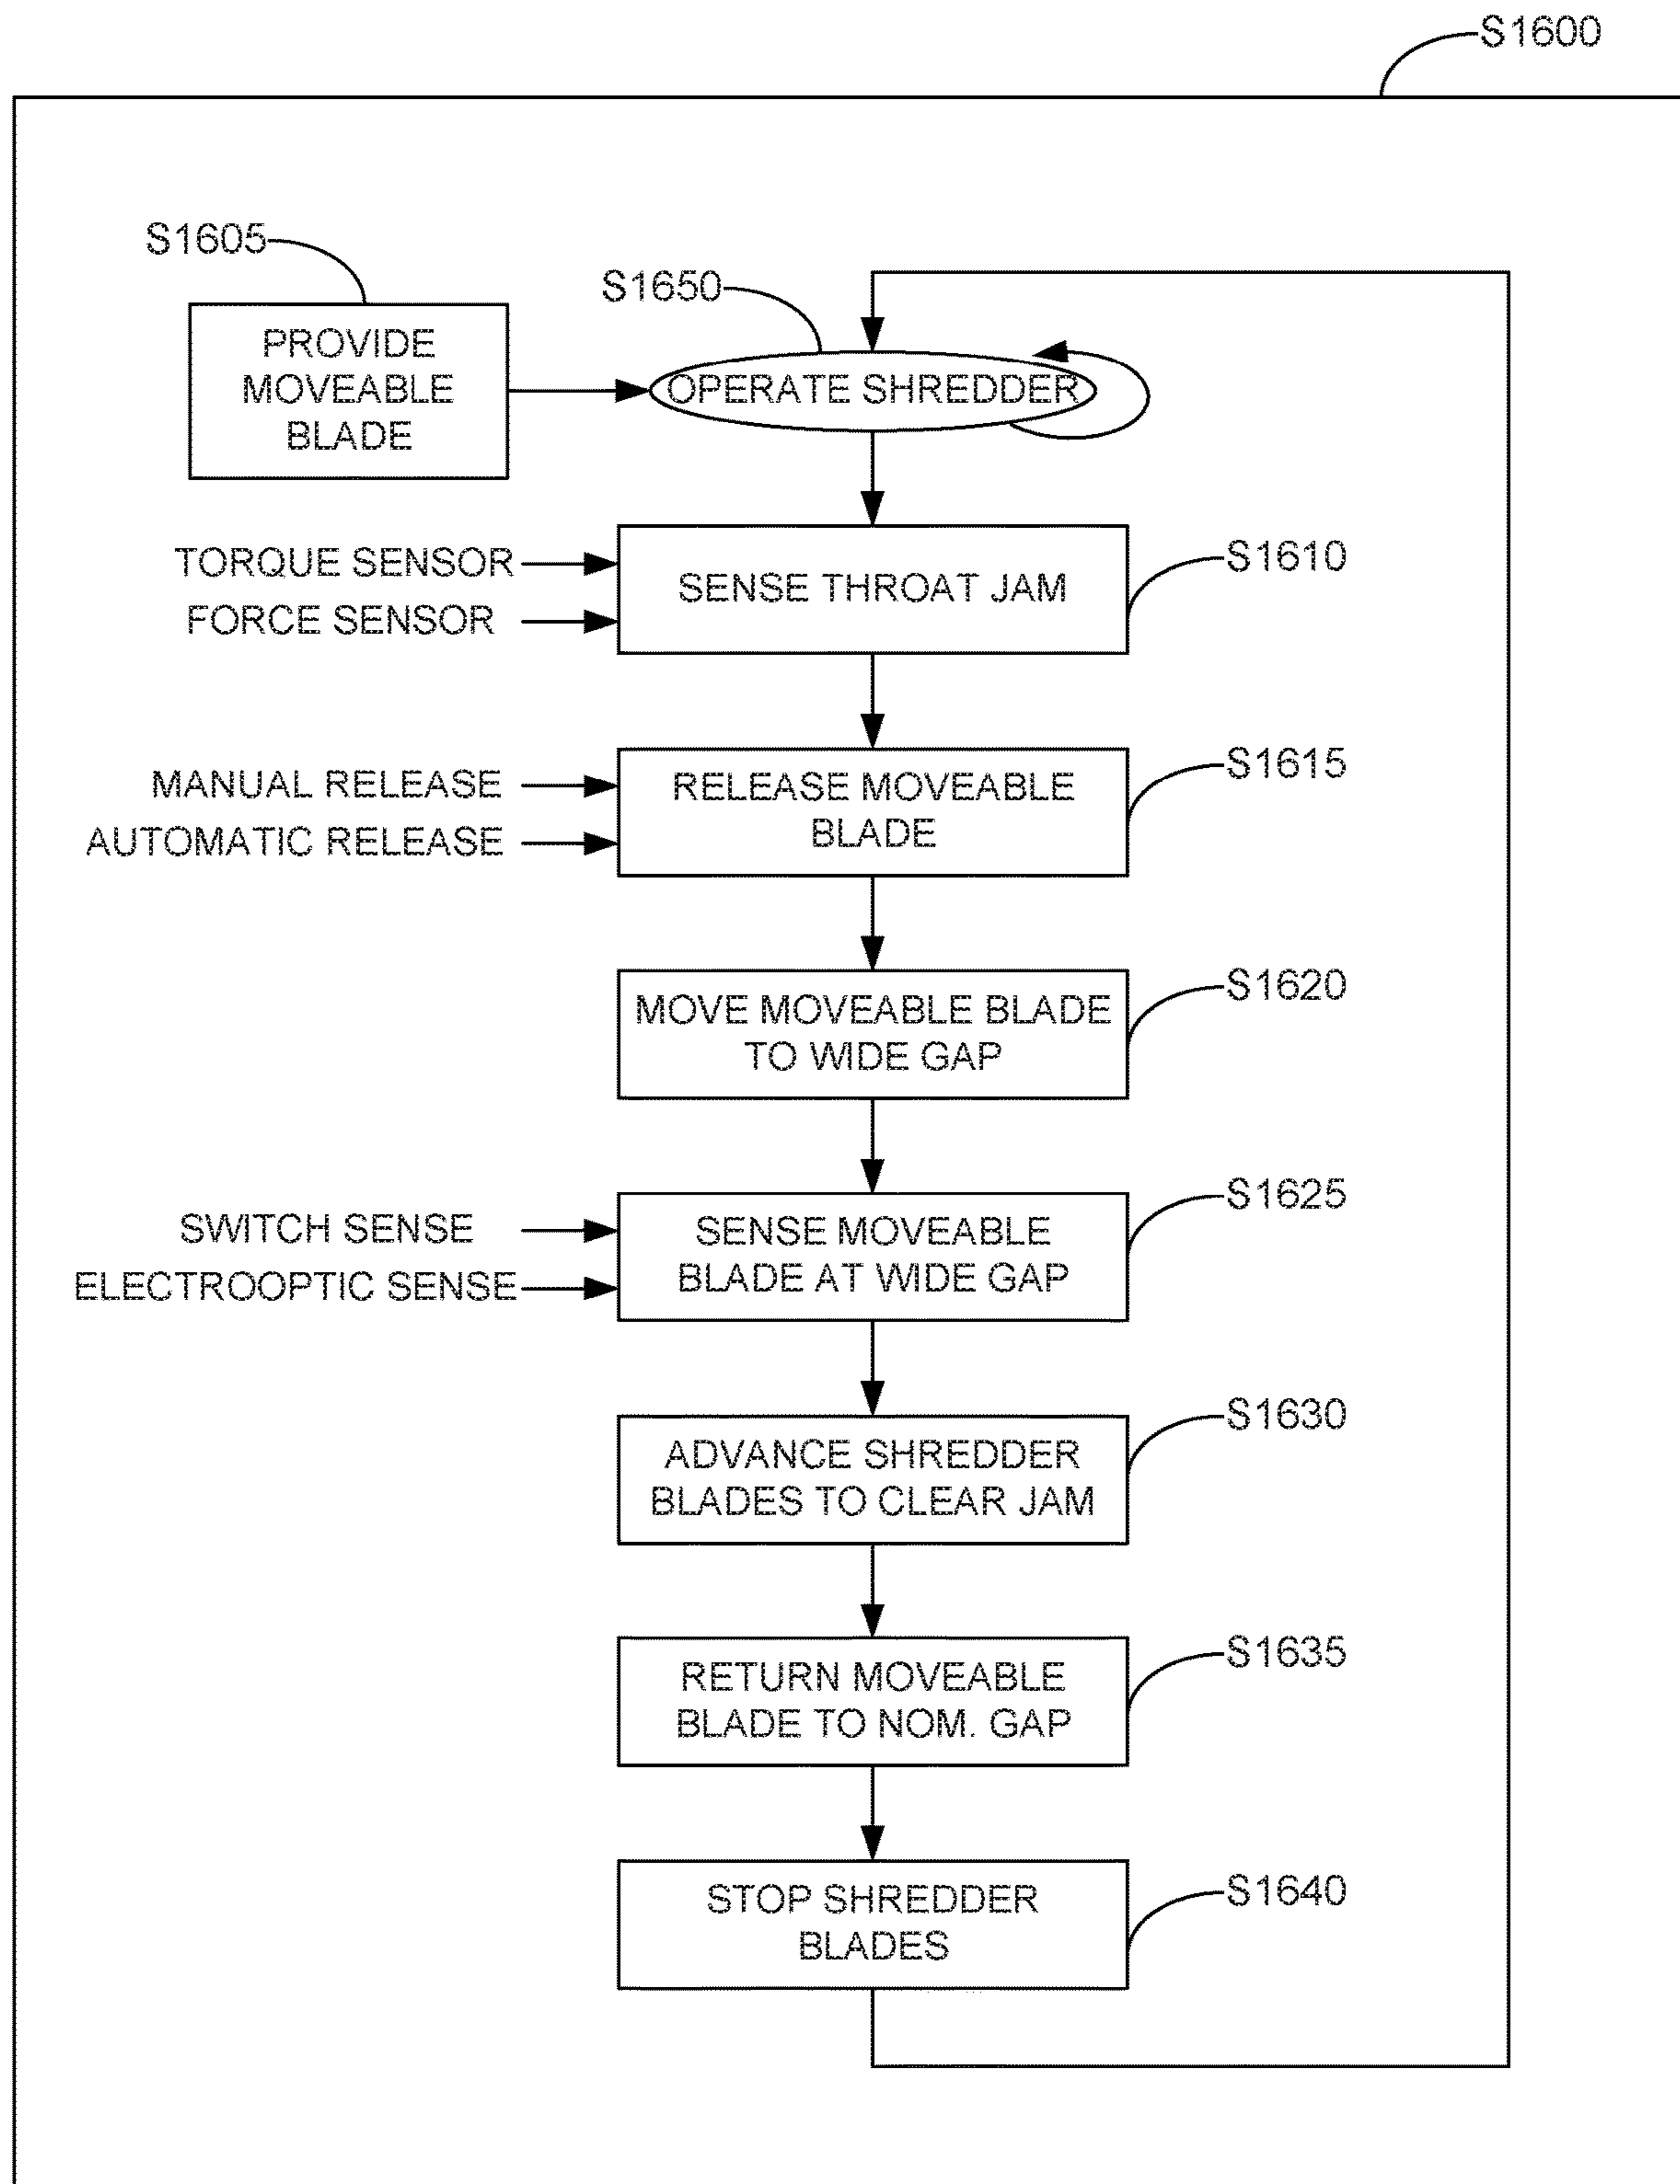 S1600
S1605
PROVIDE
MOVEABLE
BLADE
S1650
OPERATE SHREDDER
TORQUE SENSOR
FORCE SENSOR
SENSE THROAT JAM
S1610
MANUAL RELEASE
AUTOMATIC RELEASE
RELEASE MOVEABLE
BLADE
S1615
MOVE MOVEABLE BLADE
TO WIDE GAP
S1620
SWITCH SENSE
ELECTROOPTIC SENSE
SENSE MOVEABLE
BLADE AT WIDE GAP
S1625
ADVANCE SHREDDER
BLADES TO CLEAR JAM
S1630
RETURN MOVEABLE
BLADE TO NOM. GAP
S1635
STOP SHREDDER
BLADES
S1640